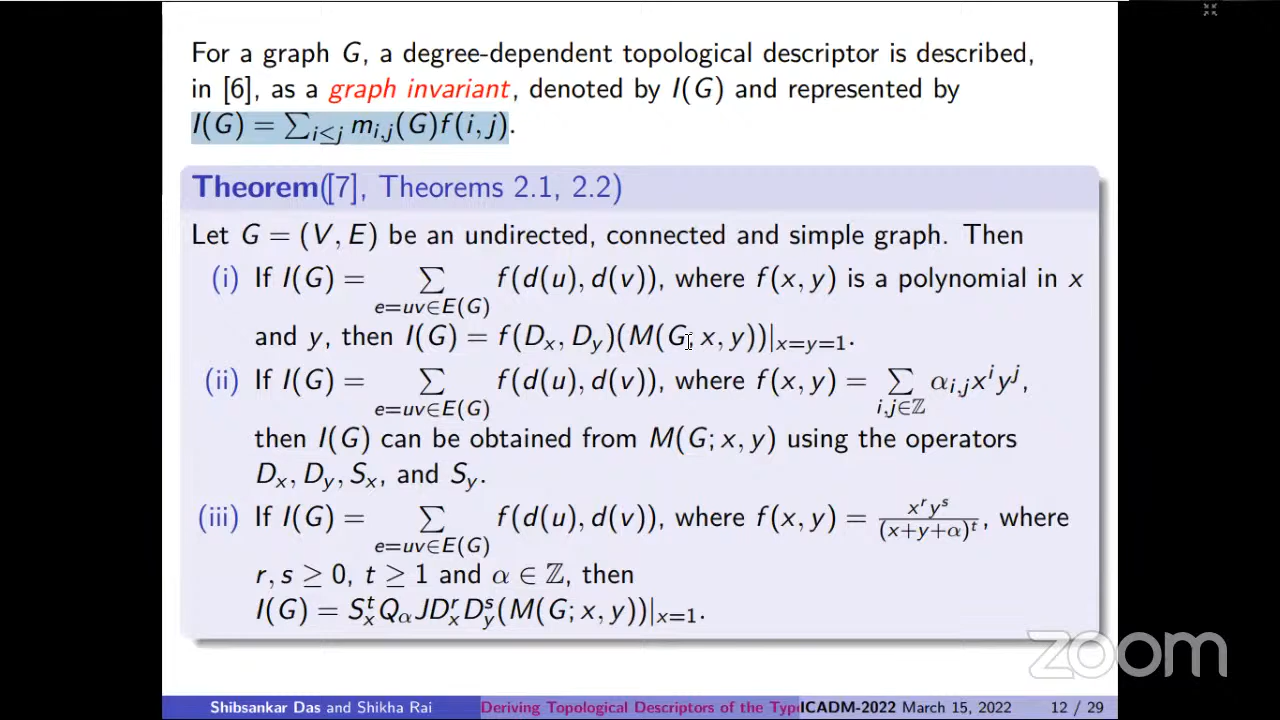 For a graph G, a degree-dependent topological descriptor is described,
in [6], as a graph invariant, denoted by I(G) and represented by
I(G) = ∑_{i≤j} m_{i,j}(G)f(i, j).
Theorem([7], Theorems 2.1, 2.2)
Let G = (V, E) be an undirected, connected and simple graph. Then
(i) If I(G) = ∑_{e=uv∈E(G)} f(d(u), d(v)), where f(x, y) is a polynomial in x
and y, then I(G) = f(D_x, D_y)(M(G; x, y))|_{x=y=1}.
(ii) If I(G) = ∑_{e=uv∈E(G)} f(d(u), d(v)), where f(x, y) = ∑_{i,j∈ℤ} α_{i,j}x^i y^j,
then I(G) can be obtained from M(G; x, y) using the operators
D_x, D_y, S_x, and S_y.
(iii) If I(G) = ∑_{e=uv∈E(G)} f(d(u), d(v)), where f(x, y) = \frac{x^r y^s}{(x+y+α)^t}, where
r, s ≥ 0, t ≥ 1 and α ∈ ℤ, then
I(G) = S_x^t Q_α J D_x^r D_y^s (M(G; x, y))|_{x=1}.
zoom
Shibsankar Das and Shikha Rai Deriving Topological Descriptors of the Typ ICADM-2022 March 15, 2022 12 / 29